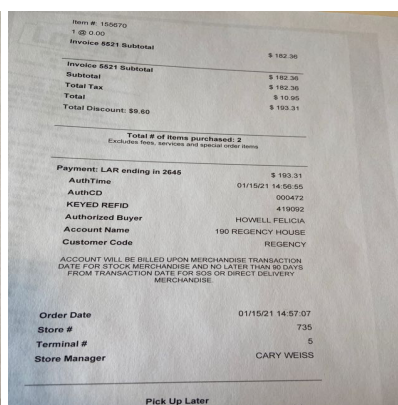 Item #: 155670
1 @ 0.00
Invoice 5521 Subtotal $ 182.36
Invoice 5521 Subtotal $ 182.36
Subtotal $ 182.36
Total Tax $ 10.95
Total $ 193.31
Total Discount: $9.60
Total # of items purchased: 2
Excludes fees, services and special order items
Payment: LAR ending in 2645 $ 193.31
AuthTime 01/15/21 14:56:55
AuthCD 000472
KEYED REFID 419092
Authorized Buyer HOWELL FELICIA
Account Name 190 REGENCY HOUSE
Customer Code REGENCY
ACCOUNT WILL BE BILLED UPON MERCHANDISE TRANSACTION
DATE FOR STOCK MERCHANDISE AND NO LATER THAN 90 DAYS
FROM TRANSACTION DATE FOR SOS OR DIRECT DELIVERY
MERCHANDISE.
Order Date 01/15/21 14:57:07
Store # 735
Terminal # 5
Store Manager CARY WEISS
Pick Up Later